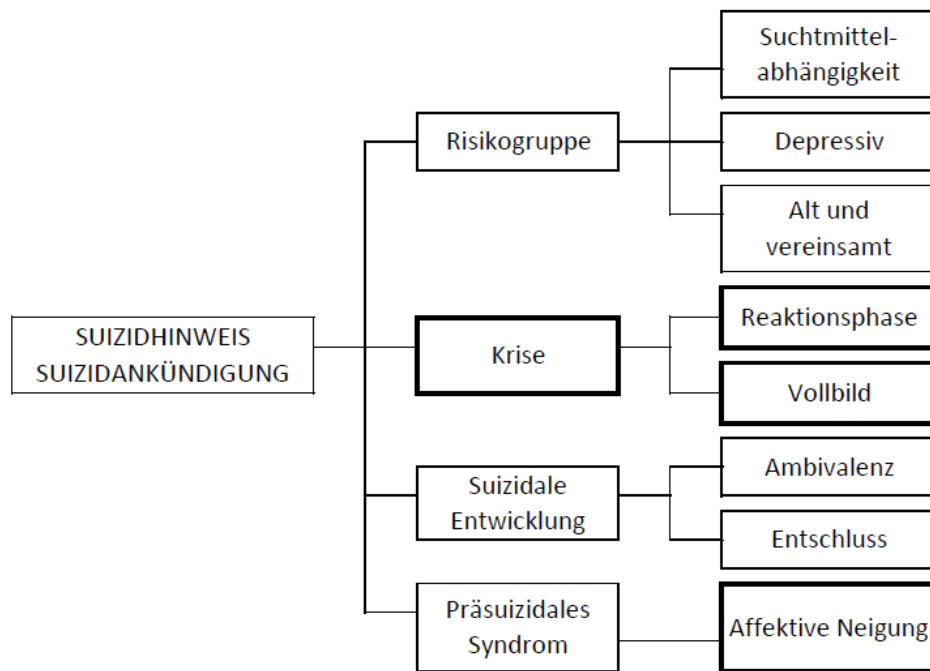 Suchtmittel-
abhängigkeit
Risikogruppe
Depressiv
Alt und
vereinsamt
SUIZIDHINWEIS
SUIZIDANKÜNDIGUNG
Krise
Reaktionsphase
Vollbild
Suizidale
Entwicklung
Ambivalenz
Entschluss
Präsuizidales
Syndrom
Affektive Neigung